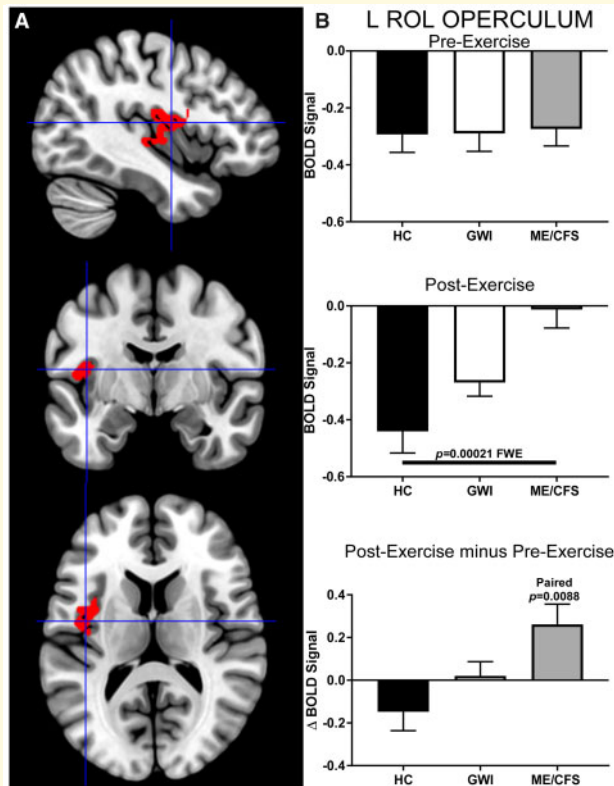 A
B
L ROL OPERCULUM
Pre-Exercise
0.0
-0.2
-0.4
-0.6
BOLD Signal
HC GWI ME/CFS
Post-Exercise
0.0
-0.2
-0.4
-0.6
BOLD Signal
p=0.00021 FWE
HC GWI ME/CFS
Post-Exercise minus Pre-Exercise
0.4
0.2
0.0
-0.2
-0.4
Δ BOLD Signal
Paired
p=0.0088
HC GWI ME/CFS